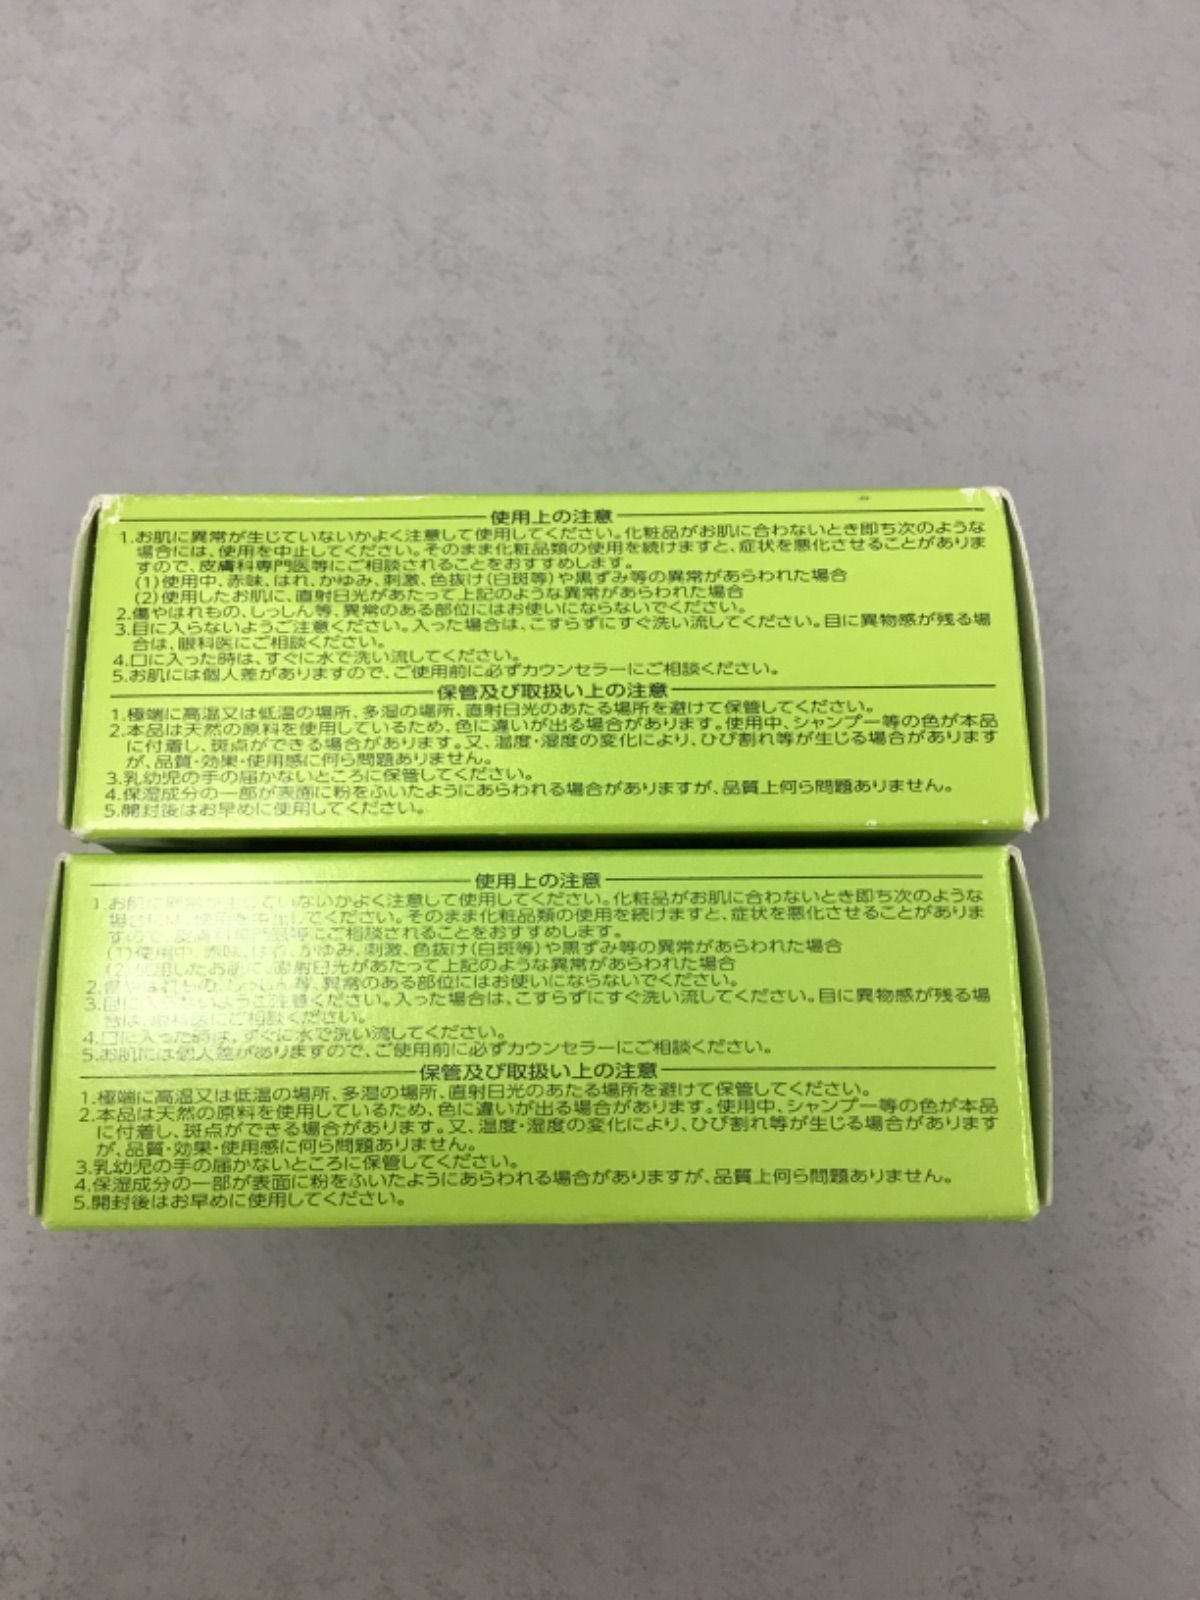 使用上の注意
1.お肌に異常が生じていないかよく注意して使用してください。化粧品がお肌に合わないとき即ち次のような
場合には、使用を中止してください。そのまま化粧品類の使用を続けますと、症状を悪化させることがありま
すので、皮膚科専門医等にご相談されることをおすすめします。
(1)使用中、赤味、はれ、かゆみ、刺激、色抜け(白斑等)や黒ずみ等の異常があらわれた場合
(2)使用したお肌に、直射日光があたって上記のような異常があらわれた場合
2.傷やはれもの、しっしん等、異常のある部位にはお使いにならないでください。
3.目に入らないようご注意ください。入った場合は、こすらずにすぐ洗い流してください。目に異物感が残る場
合は、眼科医にご相談ください。
4.口に入った時は、すぐに水で洗い流してください。
5.お肌には個人差がありますので、ご使用前に必ずカウンセラーにご相談ください。
保管及び取扱い上の注意
1.極端に高温又は低温の場所、多湿の場所、直射日光のあたる場所を避けて保管してください。
2.本品は天然の原料を使用しているため、色に違いが出る場合があります。使用中、シャンプー等の色が本品
に付着し、斑点ができる場合があります。又、温度・湿度の変化により、ひび割れ等が生じる場合があります
が、品質・効果・使用感に何ら問題ありません。
3.乳幼児の手の届かないところに保管してください。
4.保湿成分の一部が表面に粉をふいたようにあらわれる場合がありますが、品質上何ら問題ありません。
5.開封後はお早めに使用してください。
使用上の注意
1.お肌に異常が生じていないかよく注意して使用してください。化粧品がお肌に合わないとき即ち次のような
場合には、使用を中止してください。そのまま化粧品類の使用を続けますと、症状を悪化させることがありま
すので、皮膚科専門医等にご相談されることをおすすめします。
(1)使用中、赤味、はれ、かゆみ、刺激、色抜け(白斑等)や黒ずみ等の異常があらわれた場合
(2)使用したお肌に、直射日光があたって上記のような異常があらわれた場合
2.傷やはれもの、しっしん等、異常のある部位にはお使いにならないでください。
3.目に入らないようご注意ください。入った場合は、こすらずにすぐ洗い流してください。目に異物感が残る場
合は、眼科医にご相談ください。
4.口に入った時は、すぐに水で洗い流してください。
5.お肌には個人差がありますので、ご使用前に必ずカウンセラーにご相談ください。
保管及び取扱い上の注意
1.極端に高温又は低温の場所、多湿の場所、直射日光のあたる場所を避けて保管してください。
2.本品は天然の原料を使用しているため、色に違いが出る場合があります。使用中、シャンプー等の色が本品
に付着し、斑点ができる場合があります。又、温度・湿度の変化により、ひび割れ等が生じる場合があります
が、品質・効果・使用感に何ら問題ありません。
3.乳幼児の手の届かないところに保管してください。
4.保湿成分の一部が表面に粉をふいたようにあらわれる場合がありますが、品質上何ら問題ありません。
5.開封後はお早めに使用してください。